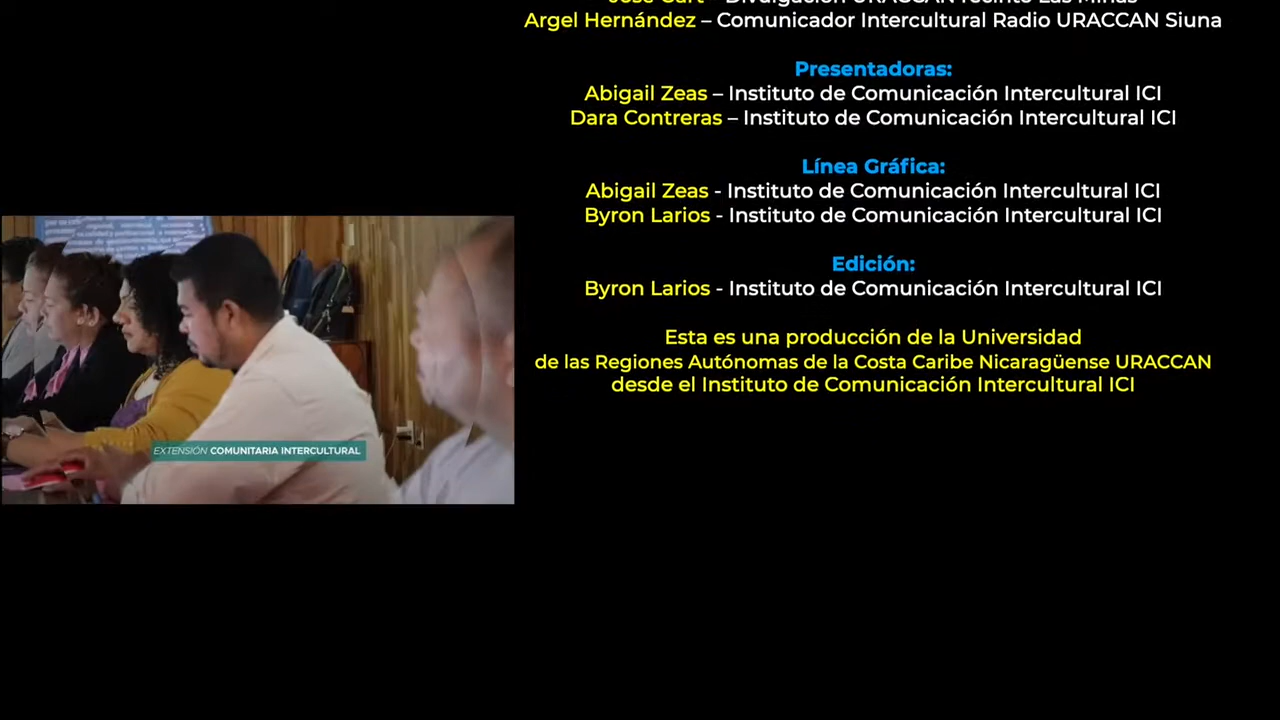 Argel Hernández – Comunicador Intercultural Radio URACCAN Siuna
Presentadoras:
Abigail Zeas – Instituto de Comunicación Intercultural ICI
Dara Contreras – Instituto de Comunicación Intercultural ICI
Línea Gráfica:
Abigail Zeas - Instituto de Comunicación Intercultural ICI
Byron Larios - Instituto de Comunicación Intercultural ICI
Edición:
Byron Larios - Instituto de Comunicación Intercultural ICI
Esta es una producción de la Universidad
de las Regiones Autónomas de la Costa Caribe Nicaragüense URACCAN
desde el Instituto de Comunicación Intercultural ICI
EXTENSIÓN COMUNITARIA INTERCULTURAL